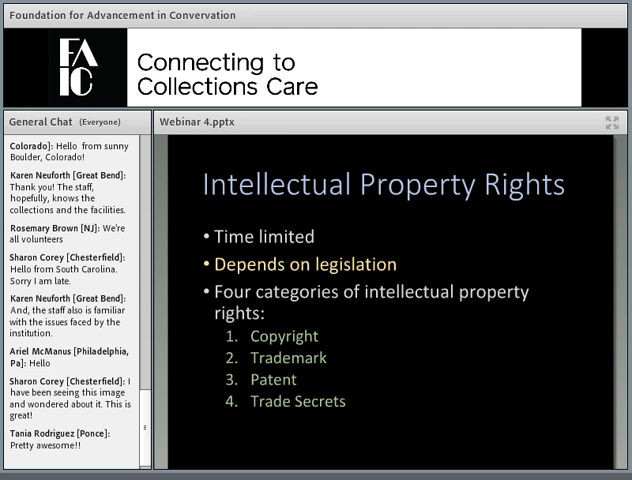 Foundation for Advancement in Convervation
FA
IC
Connecting to
Collections Care
General Chat (Everyone)
Colorado]: Hello from sunny
Boulder, Colorado!
Karen Neuforth [Great Bend]:
Thank you! The staff,
hopefully, knows the
collections and the facilities.
Rosemary Brown [NJ]: We're
all volunteers
Sharon Corey [Chesterfield]:
Hello from South Carolina.
Sorry I am late.
Karen Neuforth [Great Bend]:
And, the staff also is familiar
with the issues faced by the
institution.
Ariel McManus [Philadelphia,
Pa]: Hello
Sharon Corey [Chesterfield]: I
have been seeing this image
and wondered about it. This is
great!
Tania Rodriguez [Ponce]:
Pretty awesome!!
Webinar 4.pptx
Intellectual Property Rights
• Time limited
• Depends on legislation
• Four categories of intellectual property
rights:
1. Copyright
2. Trademark
3. Patent
4. Trade Secrets